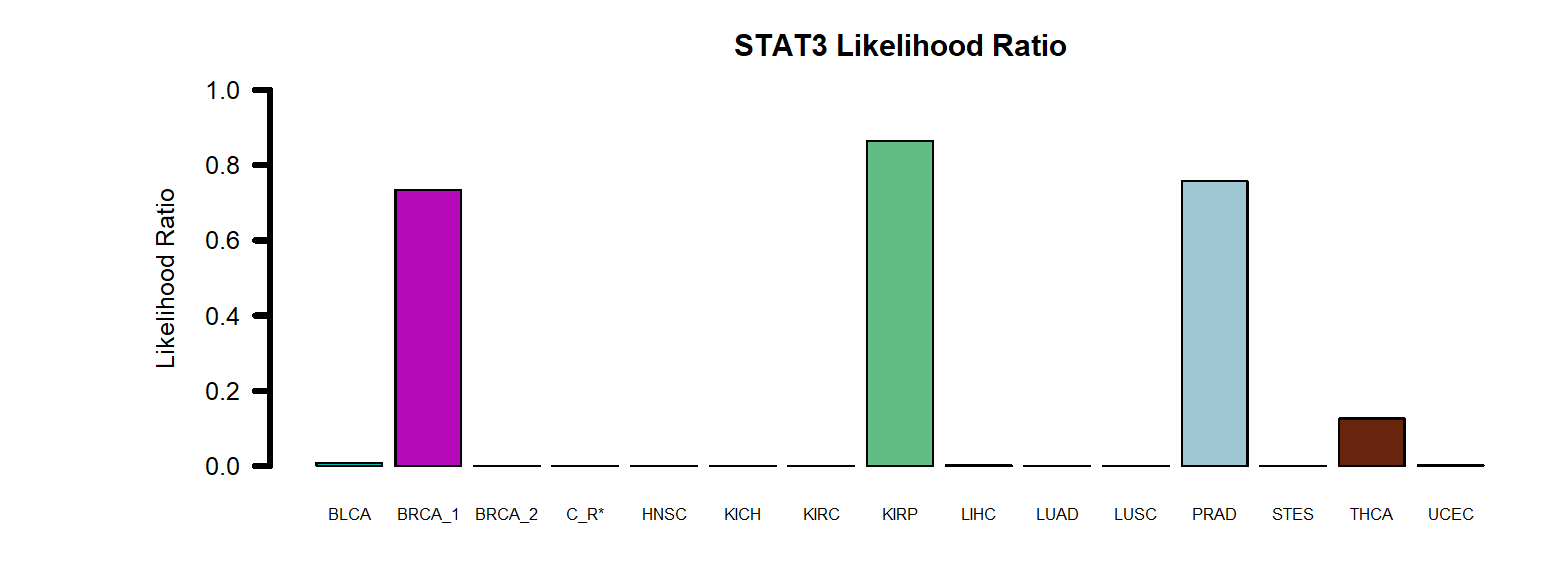 STAT3 Likelihood Ratio
1.0
0.8
0.6
0.4
0.2
0.0
Likelihood Ratio
BLCA BRCA_1 BRCA_2 C_R* HNSC KICH KIRC KIRP LIHC LUAD LUSC PRAD STES THCA UCEC